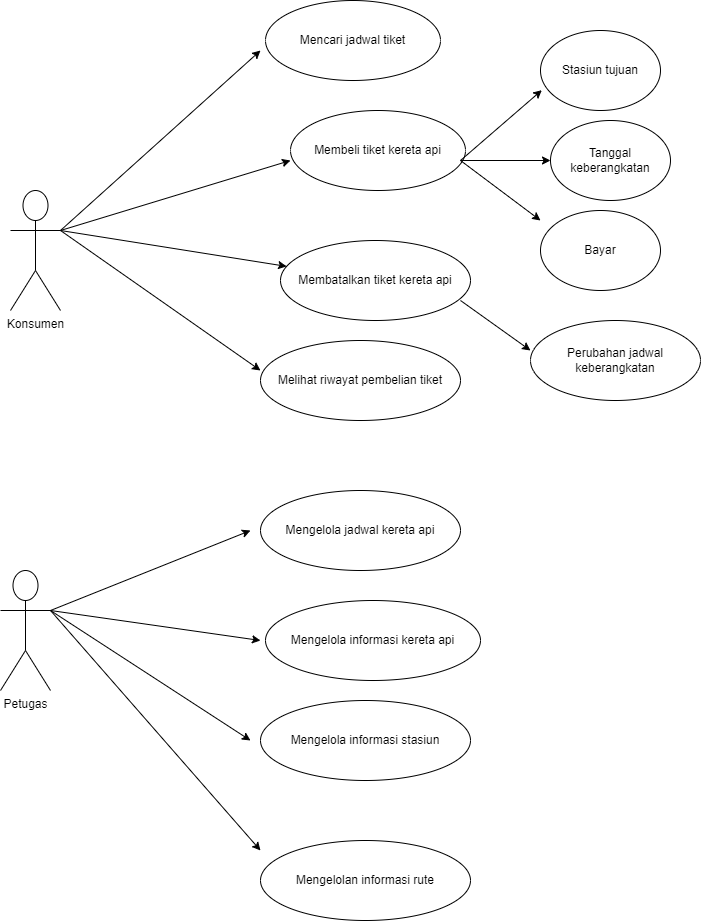 Mencari jadwal tiket
Stasiun tujuan
Membeli tiket kereta api
Tanggal
keberangkatan
Bayar
Membatalkan tiket kereta api
Konsumen
Perubahan jadwal
keberangkatan
Melihat riwayat pembelian tiket
Mengelola jadwal kereta api
Mengelola informasi kereta api
Petugas
Mengelola informasi stasiun
Mengelolan informasi rute